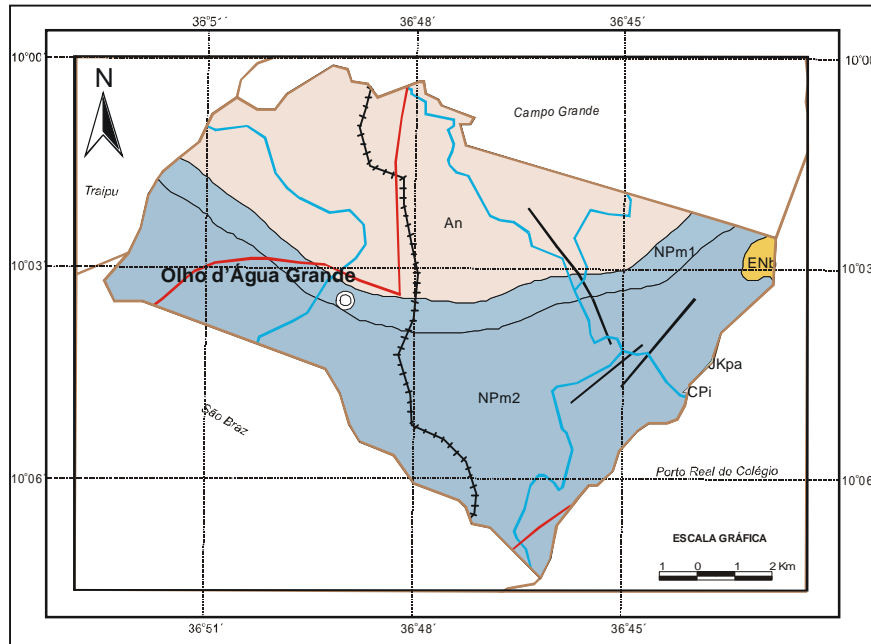 36°5
36°48´
36°45´
10°00
10°00
N
Campo Grande
Traipu
An
NPm1
ENb
10°03
Olho d'Água Grande
10°03
JKpa
CPi
NPm2
São Braz
10°06
Porto Real do Colégio
10°06
ESCALA GRÁFICA
1 0 1 2 Km
36°51´
36°48´
36°45´